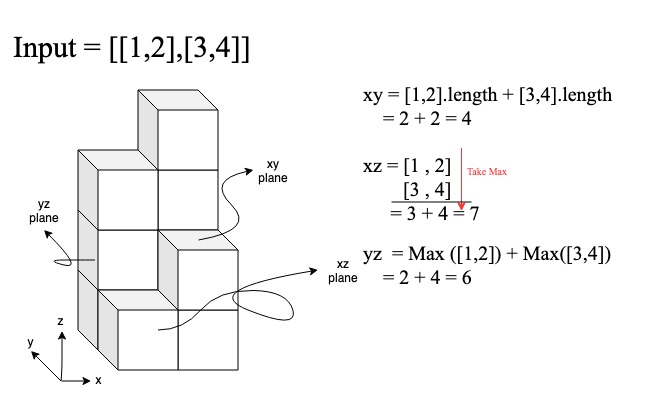 Input = [[1,2],[3,4]]
xy = [1,2].length + [3,4].length
= 2 + 2 = 4
xz = [1 , 2]
[3 , 4]
Take Max
= 3 + 4 = 7
yz = Max ([1,2]) + Max([3,4])
= 2 + 4 = 6
xy
plane
yz
plane
xz
plane
z
y
x